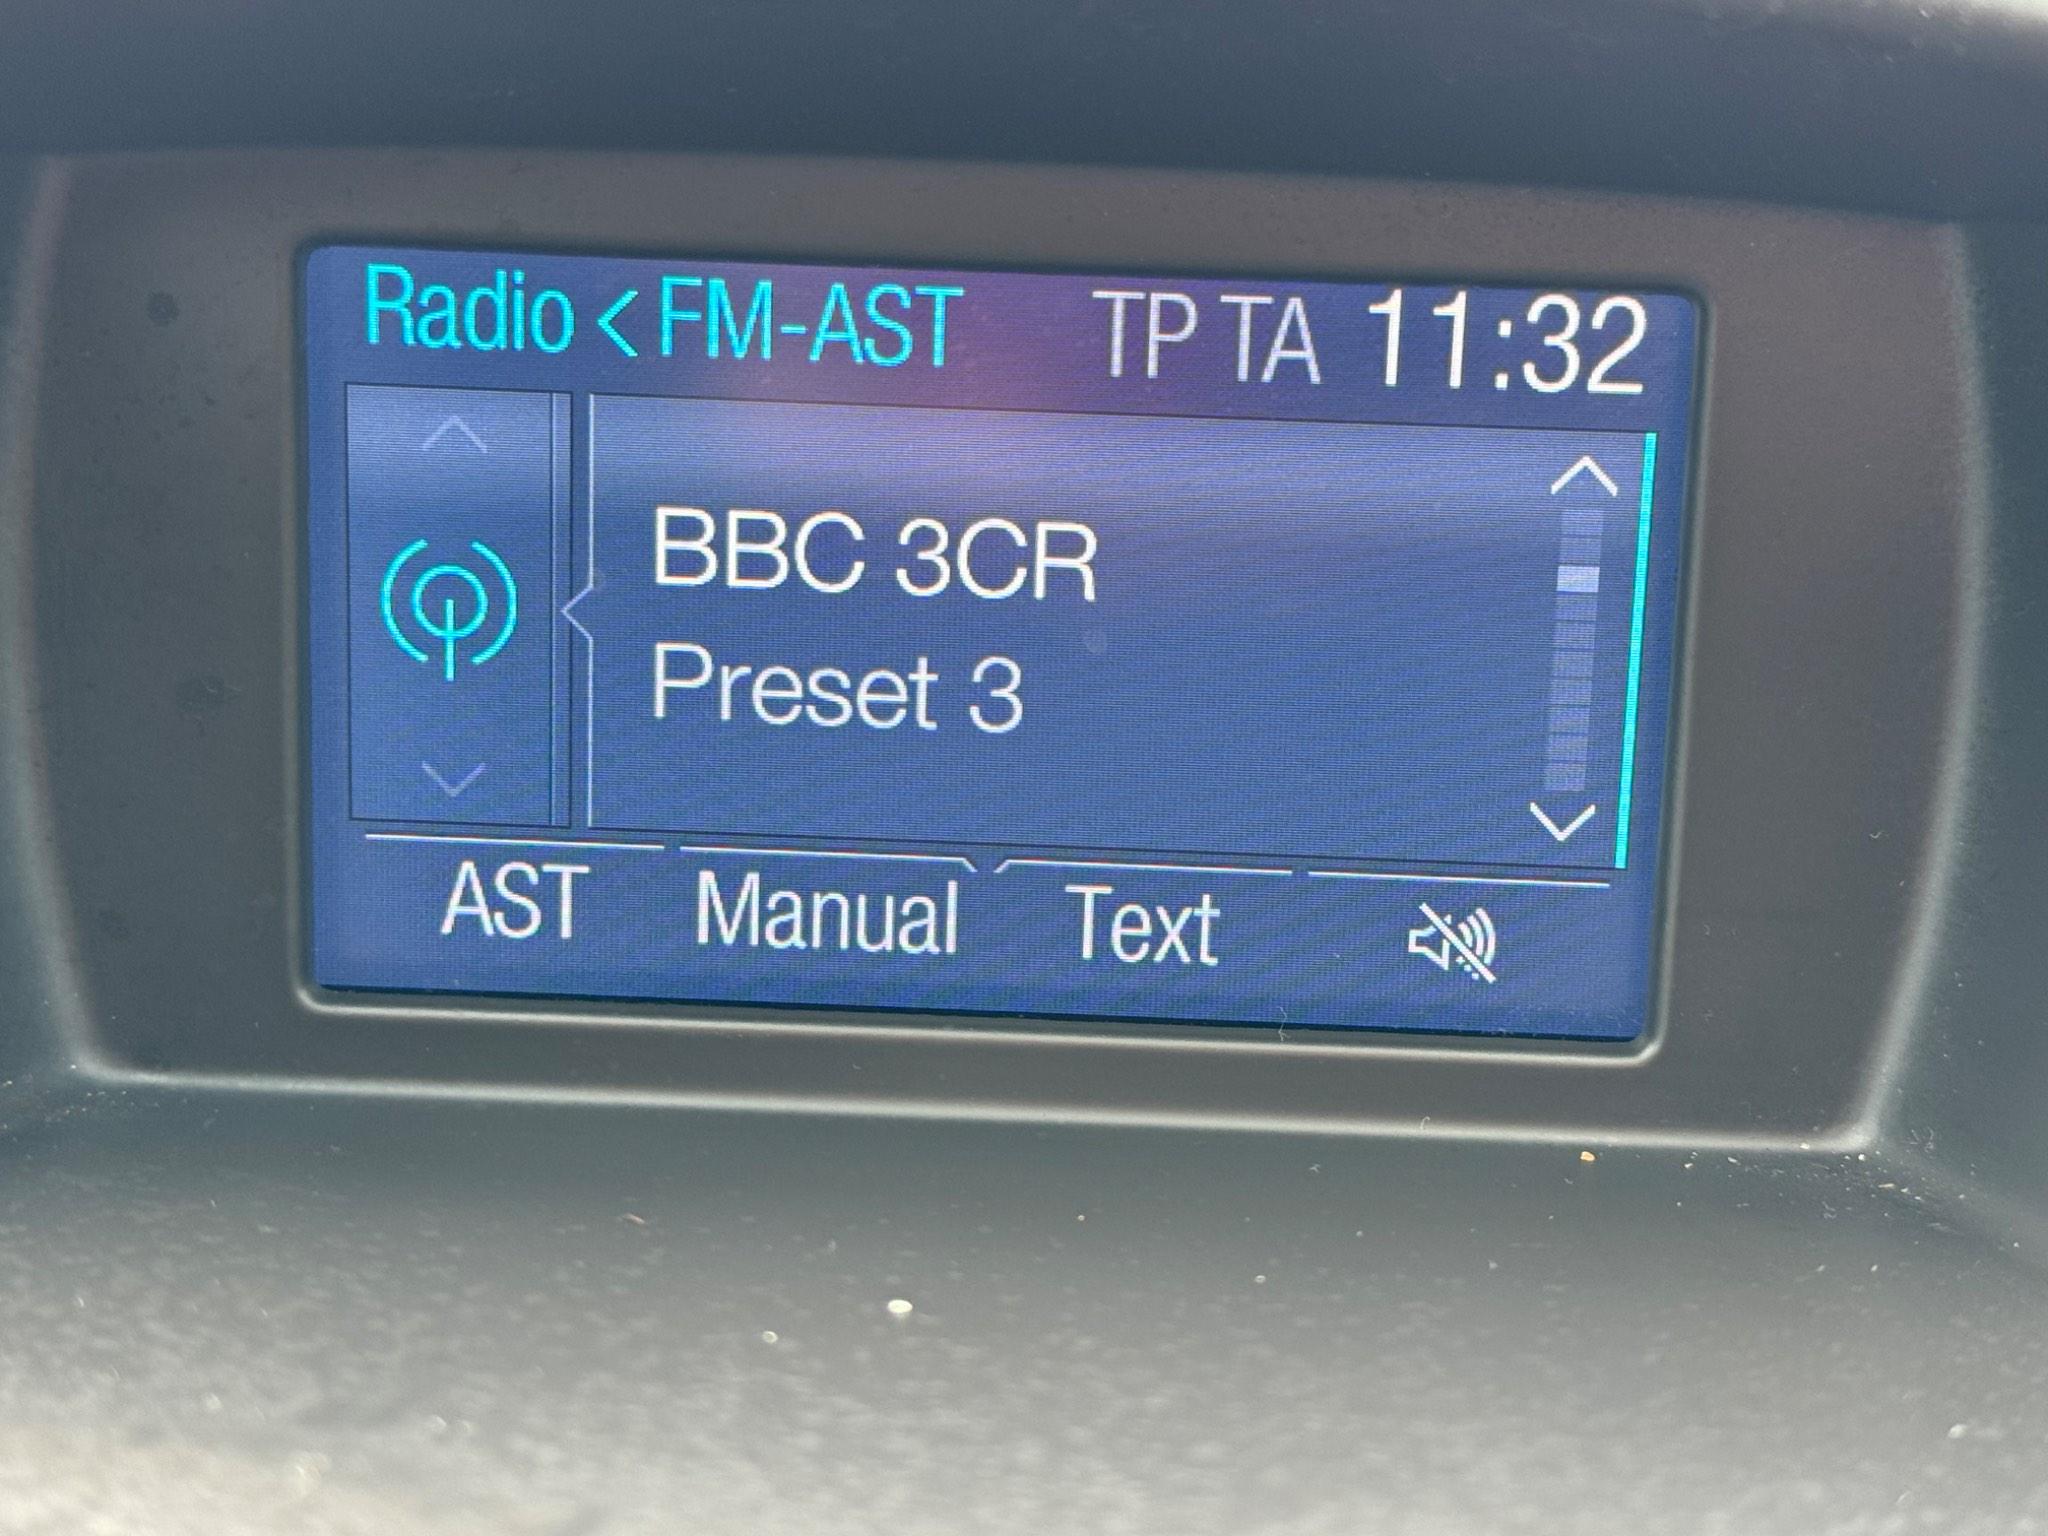 Radio < FM-AST TP TA 11:32
BBC 3CR
Preset 3
AST Manual Text